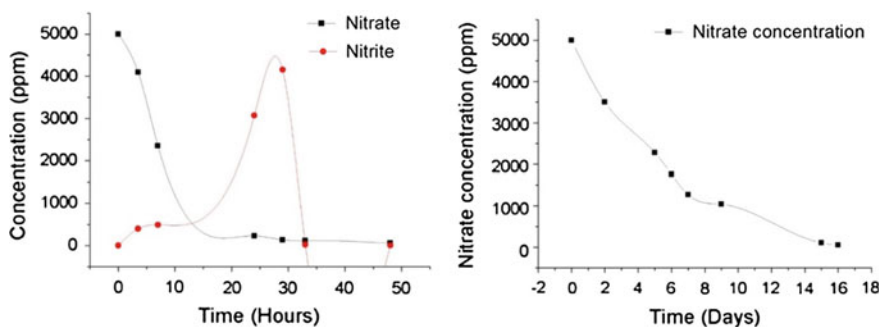 Nitrate
Nitrite
Concentration (ppm)
5000
4000
3000
2000
1000
0
0 10 20 30 40 50
Time (Hours)
Nitrate concentration
Nitrate concentration (ppm)
5000
4000
3000
2000
1000
0
-2 0 2 4 6 8 10 12 14 16 18
Time (Days)